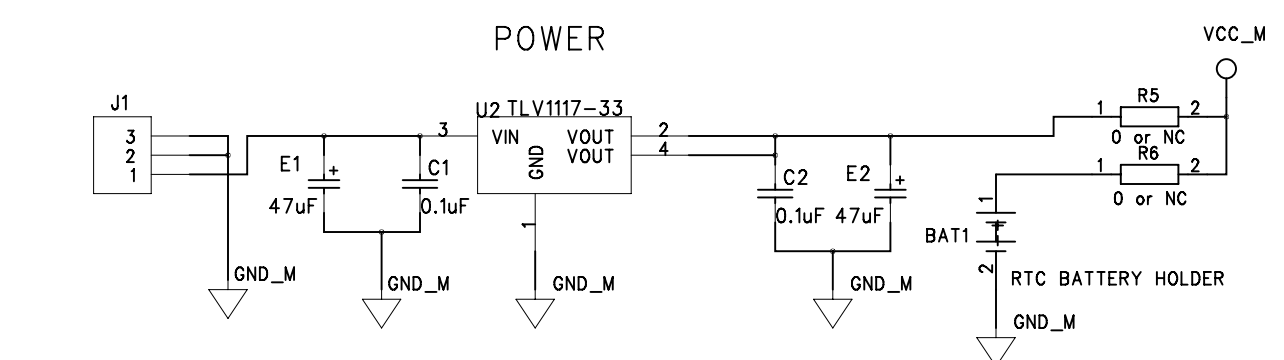 POWER
VCC_M
J1
3
2
1
GND_M
E1
+
47uF
C1
0.1uF
GND_M
U2 TLV1117-33
3
VIN
VOUT
2
VOUT
4
GND
1
GND_M
C2
0.1uF
E2
+
47uF
GND_M
1
R5
2
0 or NC
1
R6
2
0 or NC
1
BAT1
+
2
RTC BATTERY HOLDER
GND_M